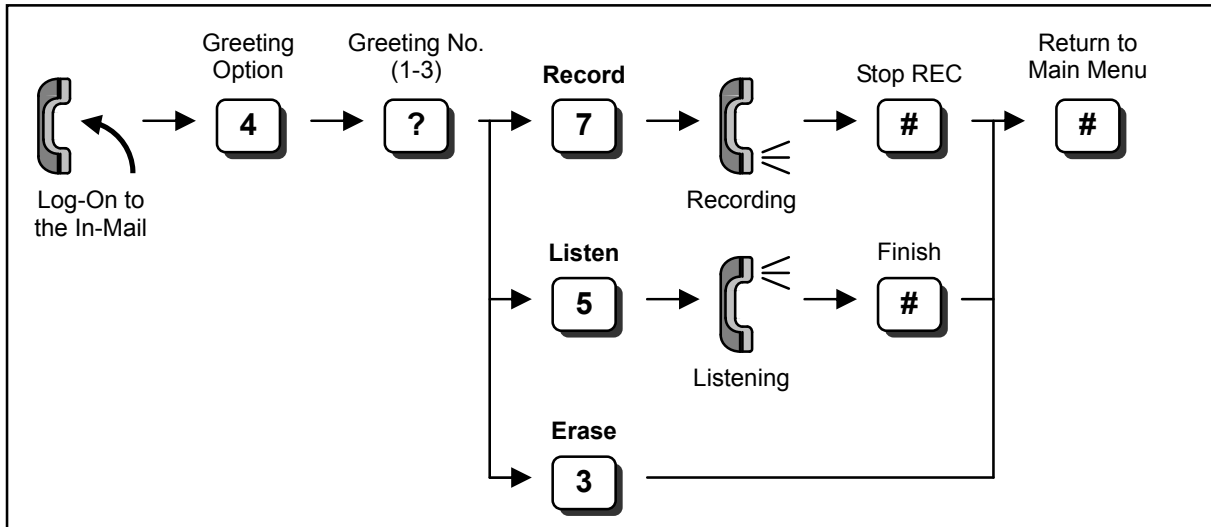 Greeting
Option
Greeting No.
(1-3)
Record
Stop REC
Return to
Main Menu
4
?
7
#
#
Log-On to
the In-Mail
Recording
Listen
Finish
5
#
Listening
Erase
3